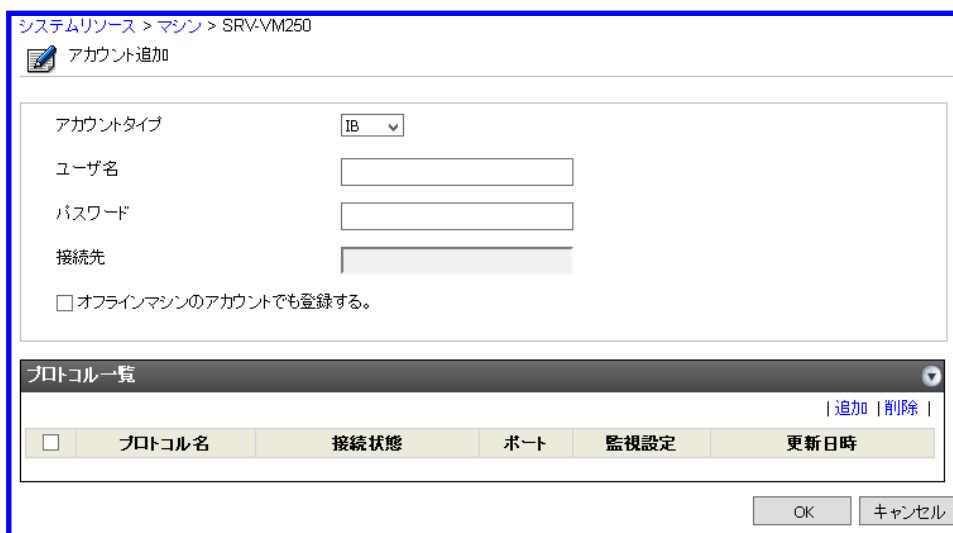 システムリソース > マシン > SRV-VM250
アカウント追加
アカウントタイプ IB
ユーザ名
パスワード
接続先
オフラインマシンのアカウントでも登録する。
プロトコル一覧
| 追加 | 削除 |
プロトコル名 接続状態 ポート 監視設定 更新日時
OK キャンセル